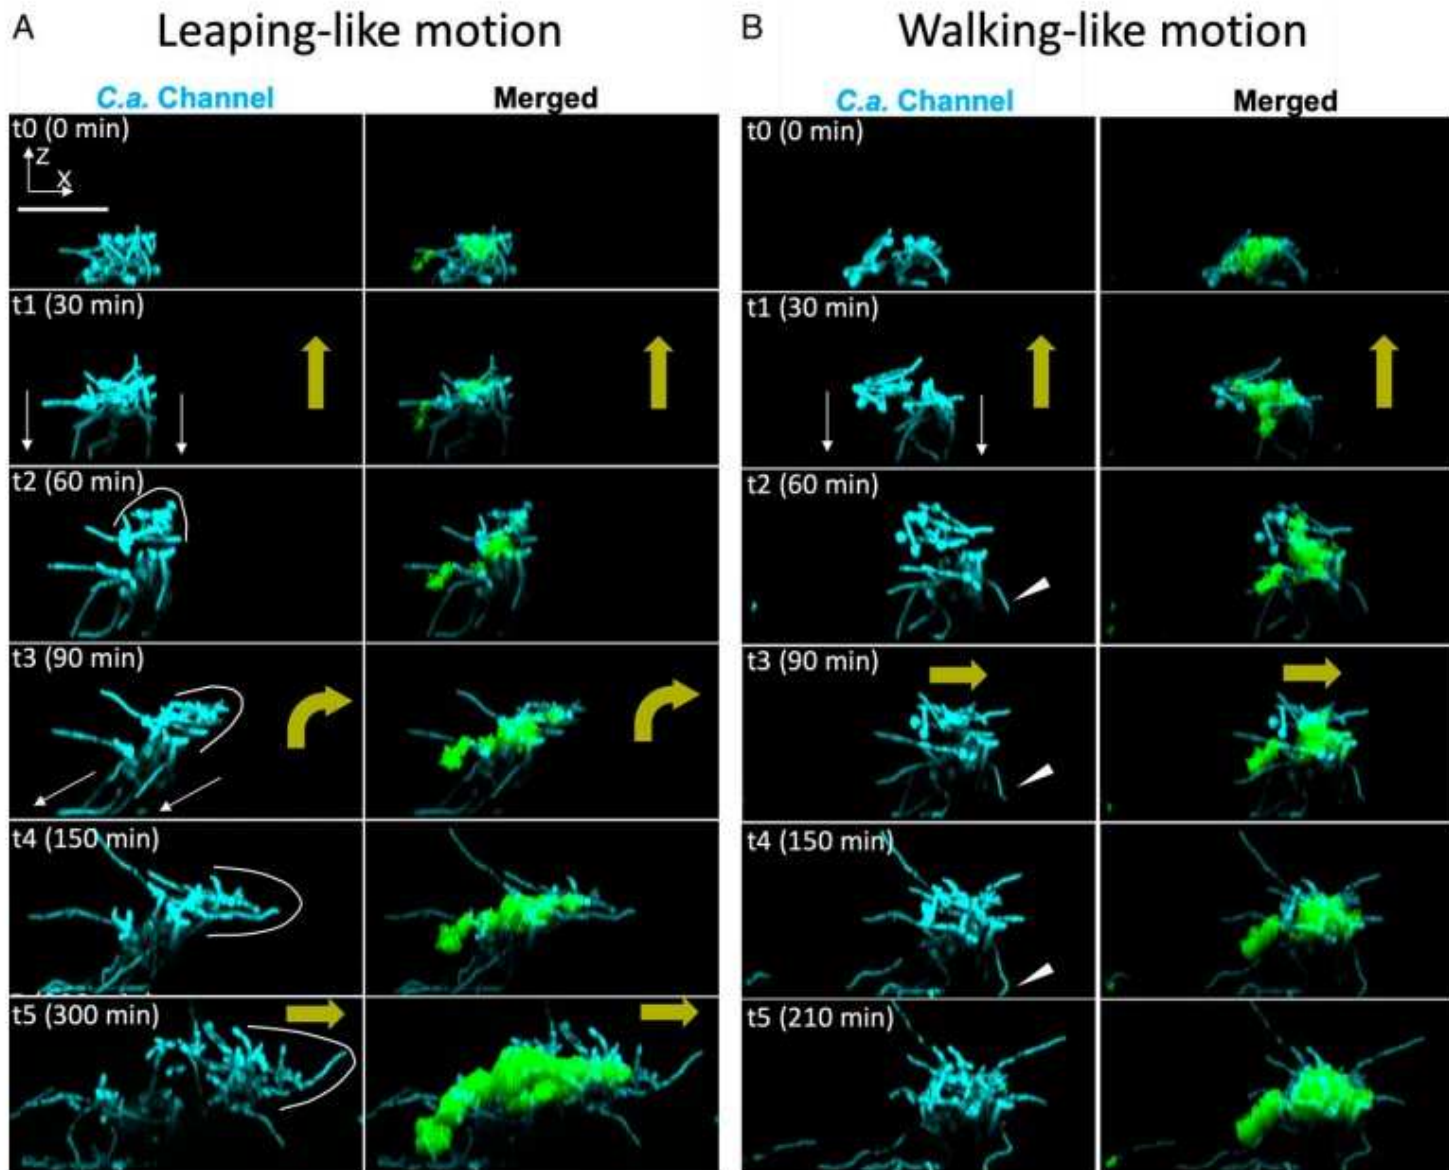 A Leaping-like motion
C.a. Channel Merged
t0 (0 min)
Z
X
t1 (30 min)
t2 (60 min)
t3 (90 min)
t4 (150 min)
t5 (300 min)
B Walking-like motion
C.a. Channel Merged
t0 (0 min)
t1 (30 min)
t2 (60 min)
t3 (90 min)
t4 (150 min)
t5 (210 min)